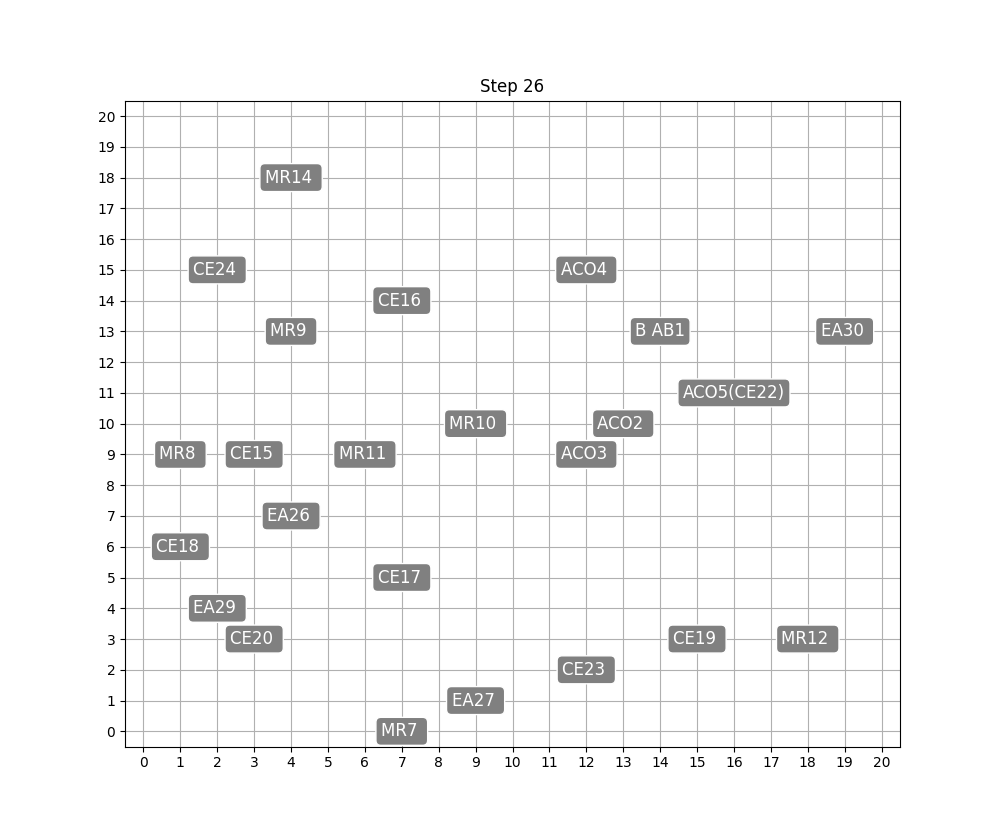 Step 26
20
19
18 MR14
17
16
15 CE24 ACO4
14 CE16
13 MR9 B AB1 EA30
12
11 ACO5(CE22)
10 MR10 ACO2
9 MR8 CE15 MR11 ACO3
8
7 EA26
6 CE18
5 CE17
4 EA29
3 CE20 CE19 MR12
2 CE23
1 EA27
0 MR7
0 1 2 3 4 5 6 7 8 9 10 11 12 13 14 15 16 17 18 19 20